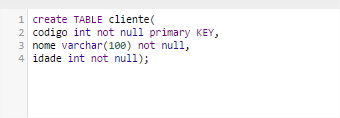 1 create TABLE cliente(
2 codigo int not null primary KEY,
3 nome varchar(100) not null,
4 idade int not null);